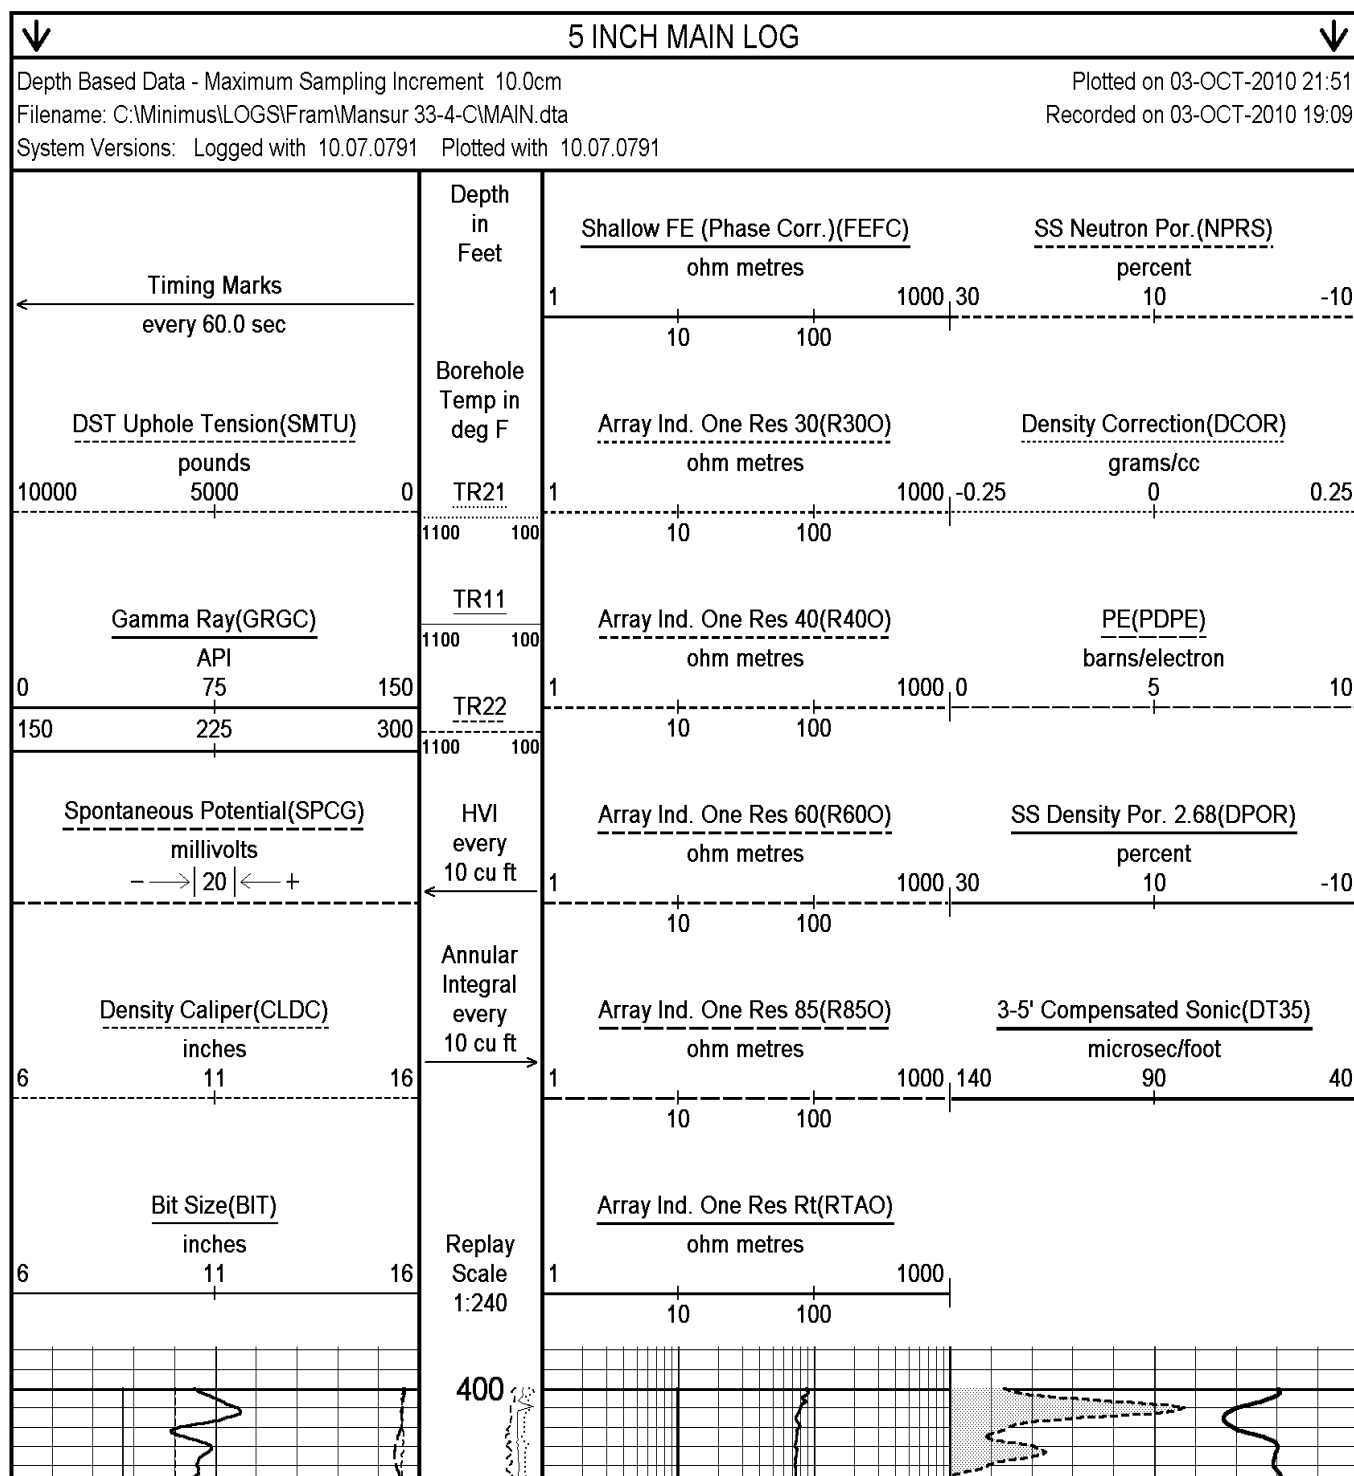 5 INCH MAIN LOG
Depth Based Data - Maximum Sampling Increment 10.0cm
Plotted on 03-OCT-2010 21:51
Filename: C:\Minimus\LOGS\Fram\Mansur 33-4-C\MAIN.dta
Recorded on 03-OCT-2010 19:09
System Versions: Logged with 10.07.0791 Plotted with 10.07.0791
Timing Marks
every 60.0 sec
DST Uphole Tension(SMTU)
pounds
10000 5000 0
Gamma Ray(GRGC)
API
0 75 150
150 225 300
Spontaneous Potential(SPCG)
millivolts
- 20 +
Density Caliper(CLDC)
inches
6 11 16
Bit Size(BIT)
inches
6 11 16
Depth
in
Feet
Borehole
Temp in
deg F
TR21
1100 100
TR11
1100 100
TR22
1100 100
HVI
every
10 cu ft
Annular
Integral
every
10 cu ft
Replay
Scale
1:240
400
Shallow FE (Phase Corr.)(FEFC)
ohm metres
1 1000
10 100
Array Ind. One Res 30(R30O)
ohm metres
1 1000
10 100
Array Ind. One Res 40(R40O)
ohm metres
1 1000
10 100
Array Ind. One Res 60(R60O)
ohm metres
1 1000
10 100
Array Ind. One Res 85(R85O)
ohm metres
1 1000
10 100
Array Ind. One Res Rt(RTAO)
ohm metres
1 1000
10 100
SS Neutron Por.(NPRS)
percent
30 10 -10
Density Correction(DCOR)
grams/cc
-0.25 0 0.25
PE(PDPE)
barns/electron
0 5 10
SS Density Por. 2.68(DPOR)
percent
30 10 -10
3-5' Compensated Sonic(DT35)
microsec/foot
140 90 40